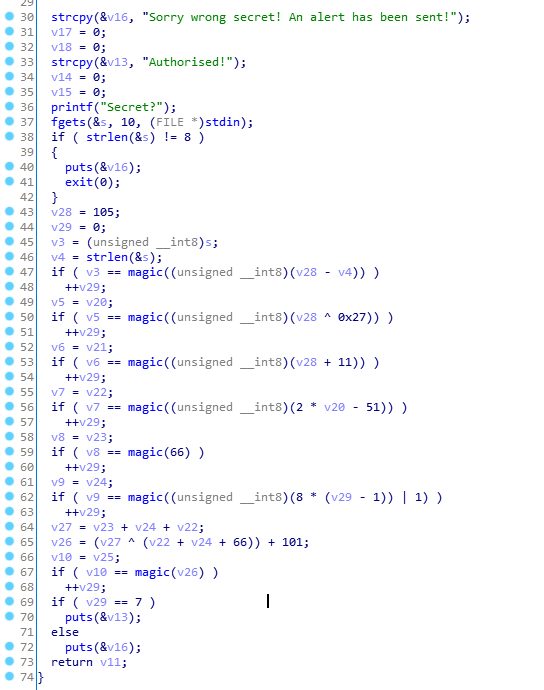 29
30 strcpy(&v16, "Sorry wrong secret! An alert has been sent!");
31 v17 = 0;
32 v18 = 0;
33 strcpy(&v13, "Authorised!");
34 v14 = 0;
35 v15 = 0;
36 printf("Secret?");
37 fgets(&s, 10, (FILE *)stdin);
38 if ( strlen(&s) != 8 )
39 {
40 puts(&v16);
41 exit(0);
42 }
43 v28 = 105;
44 v29 = 0;
45 v3 = (unsigned __int8)s;
46 v4 = strlen(&s);
47 if ( v3 == magic((unsigned __int8)(v28 - v4)) )
48 ++v29;
49 v5 = v20;
50 if ( v5 == magic((unsigned __int8)(v28 ^ 0x27)) )
51 ++v29;
52 v6 = v21;
53 if ( v6 == magic((unsigned __int8)(v28 + 11)) )
54 ++v29;
55 v7 = v22;
56 if ( v7 == magic((unsigned __int8)(2 * v20 - 51)) )
57 ++v29;
58 v8 = v23;
59 if ( v8 == magic(66) )
60 ++v29;
61 v9 = v24;
62 if ( v9 == magic((unsigned __int8)(8 * (v29 - 1)) | 1) )
63 ++v29;
64 v27 = v23 + v24 + v22;
65 v26 = (v27 ^ (v22 + v24 + 66)) + 101;
66 v10 = v25;
67 if ( v10 == magic(v26) )
68 ++v29;
69 if ( v29 == 7 )
70 puts(&v13);
71 else
72 puts(&v16);
73 return v11;
74 }